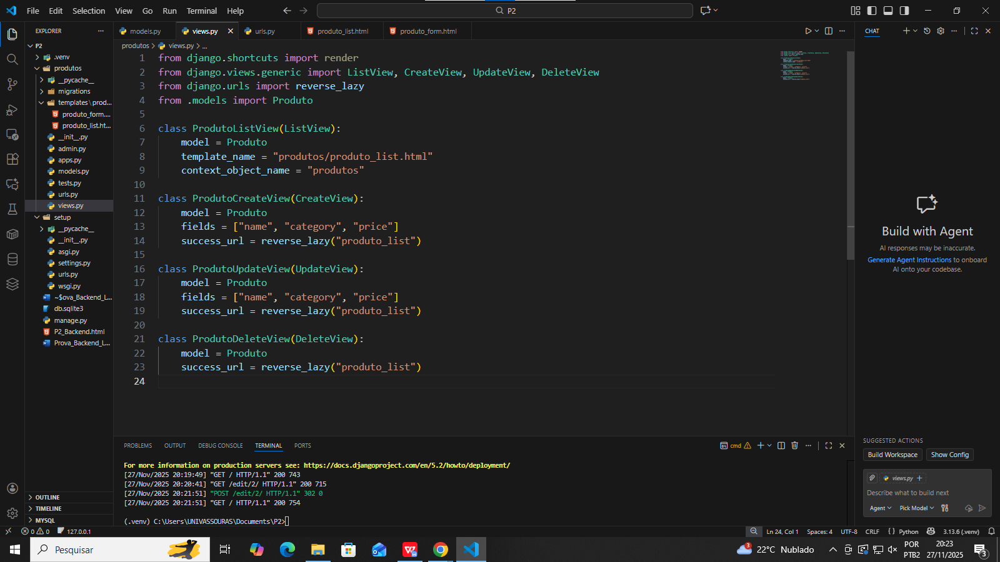 File Edit Selection View Go Run Terminal Help
P2
EXPLORER
models.py
views.py
urls.py
produto_list.html
produto_form.html
CHAT
P2
.venv
produtos
__pycache__
migrations
templates\prod...
produto_form....
produto_list.ht...
__init__.py
admin.py
apps.py
models.py
tests.py
urls.py
views.py
setup
__pycache__
__init__.py
asgi.py
settings.py
urls.py
wsgi.py
~$ova_Backend_L...
db.sqlite3
manage.py
P2_Backend.html
Prova_Backend_L...
OUTLINE
TIMELINE
MYSQL
produtos > views.py > ...
1 from django.shortcuts import render
2 from django.views.generic import ListView, CreateView, UpdateView, DeleteView
3 from django.urls import reverse_lazy
4 from .models import Produto
5
6 class ProdutoListView(ListView):
7 model = Produto
8 template_name = "produtos/produto_list.html"
9 context_object_name = "produtos"
10
11 class ProdutoCreateView(CreateView):
12 model = Produto
13 fields = ["name", "category", "price"]
14 success_url = reverse_lazy("produto_list")
15
16 class ProdutoUpdateView(UpdateView):
17 model = Produto
18 fields = ["name", "category", "price"]
19 success_url = reverse_lazy("produto_list")
20
21 class ProdutoDeleteView(DeleteView):
22 model = Produto
23 success_url = reverse_lazy("produto_list")
24
PROBLEMS OUTPUT DEBUG CONSOLE TERMINAL PORTS
cmd
For more information on production servers see: https://docs.djangoproject.com/en/5.2/howto/deployment/
[27/Nov/2025 20:19:49] "GET / HTTP/1.1" 200 743
[27/Nov/2025 20:20:41] "GET /edit/2/ HTTP/1.1" 200 715
[27/Nov/2025 20:21:51] "POST /edit/2/ HTTP/1.1" 302 0
[27/Nov/2025 20:21:51] "GET / HTTP/1.1" 200 754
(.venv) C:\Users\UNIVASSOURAS\Documents\P2>
Build with Agent
AI responses may be inaccurate.
Generate Agent Instructions to onboard
AI onto your codebase.
SUGGESTED ACTIONS
Build Workspace
Show Config
views.py
Describe what to build next
Agent
Pick Model
0 0 127.0.0.1
Ln 24, Col 1 Spaces: 4 UTF-8 CRLF { } Python 3.13.6 (.venv)
Pesquisar
3
22°C Nublado
POR
PTB2
20:23
27/11/2025
3